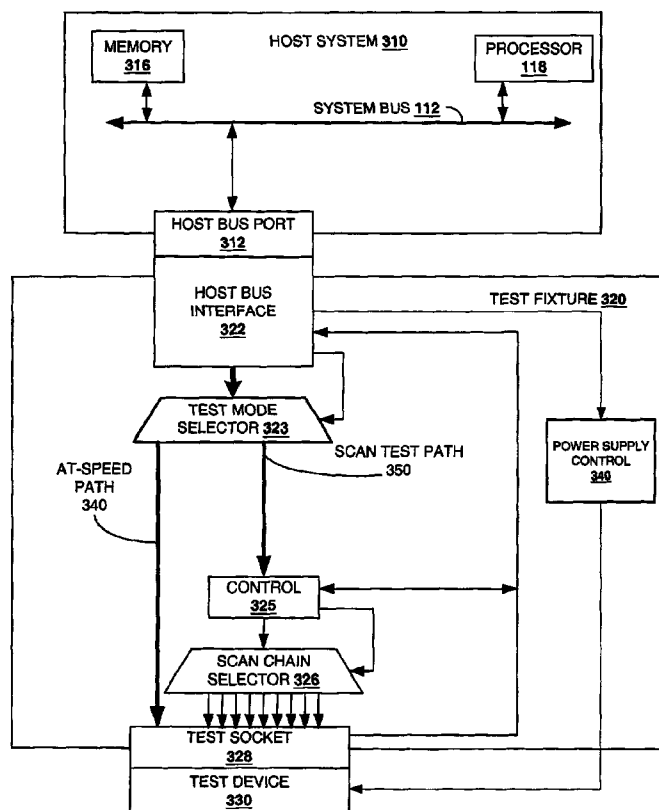 HOST SYSTEM 310
MEMORY
316
PROCESSOR
118
SYSTEM BUS 112
HOST BUS PORT
312
HOST BUS
INTERFACE
322
TEST FIXTURE 320
TEST MODE
SELECTOR 323
AT-SPEED
PATH
340
SCAN TEST PATH
350
POWER SUPPLY
CONTROL
340
CONTROL
325
SCAN CHAIN
SELECTOR 326
TEST SOCKET
328
TEST DEVICE
330